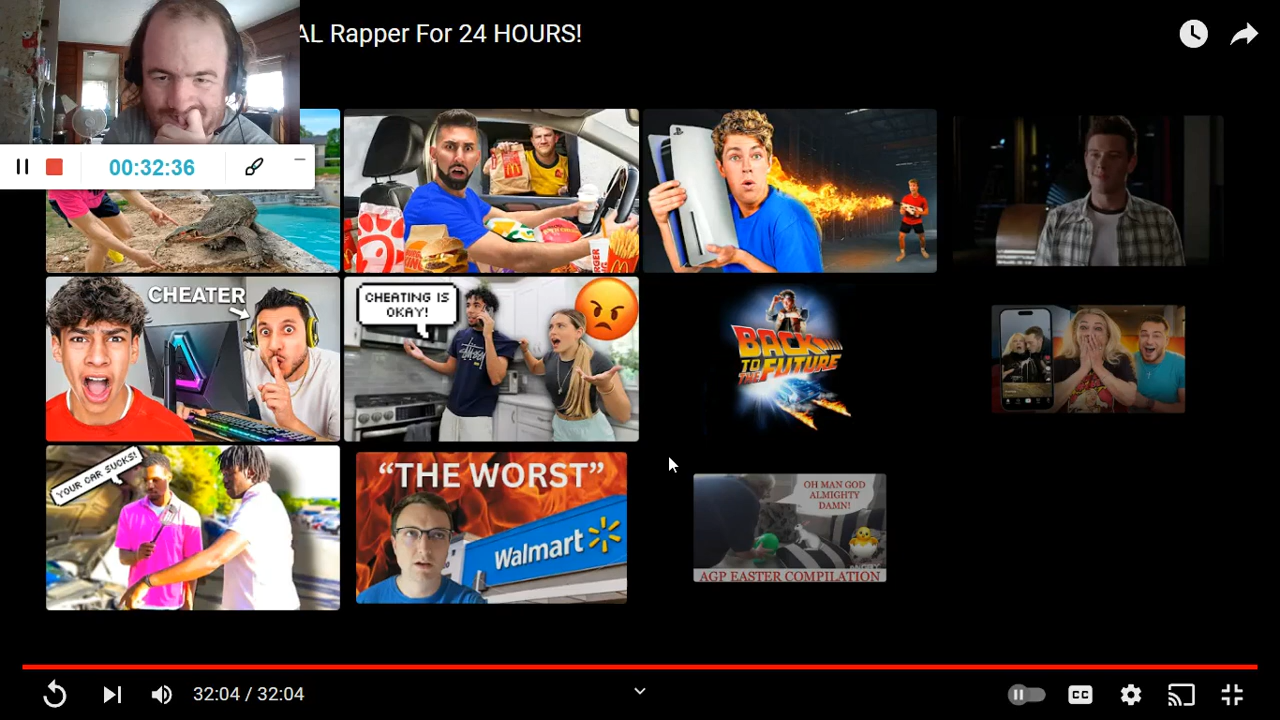 AL Rapper For 24 HOURS!
00:32:36
CHEATER
CHEATING IS
OKAY!
BACK
TO
THE FUTURE
YOUR CAR SUCKS!
"THE WORST"
Walmart
OH MAN GOD
ALMIGHTY
DAMN!
AGP EASTER COMPILATION
32:04 / 32:04
CC